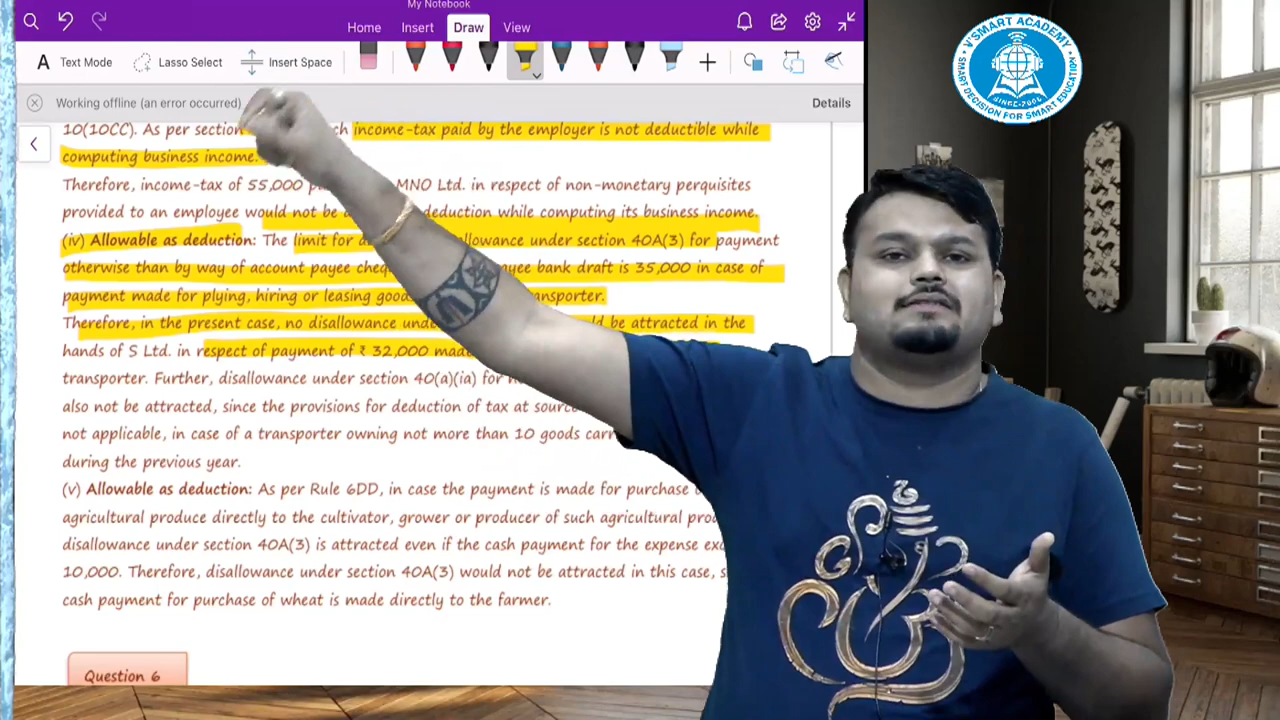 My Notebook
Home Insert Draw View
A Text Mode Lasso Select Insert Space
Working offline (an error occurred) Details
10(10CC). As per section income-tax paid by the employer is not deductible while
computing business income.
Therefore, income-tax of 55,000 MNO Ltd. in respect of non-monetary perquisites
provided to an employee would not be deduction while computing its business income.
(iv) Allowable as deduction: The limit for under section 40A(3) for payment
otherwise than by way of account payee bank draft is 35,000 in case of
payment made for plying, hiring or leasing
Therefore, in the present case, no disallowance be attracted in the
hands of S Ltd. in respect of payment of ₹ 32,000
transporter. Further, disallowance under section 40(a)(ia) for
also not be attracted, since the provisions for deduction of tax at
not applicable, in case of a transporter owning not more than 10 goods
during the previous year.
(v) Allowable as deduction: As per Rule 6DD, in case the payment is made for purchase
agricultural produce directly to the cultivator, grower or producer of such agricultural
disallowance under section 40A(3) is attracted even if the cash payment for the expense
10,000. Therefore, disallowance under section 40A(3) would not be attracted in this case,
cash payment for purchase of wheat is made directly to the farmer.
Question 6
V'SMART ACADEMY
SINCE-2006
SMART DECISION FOR SMART EDUCATION